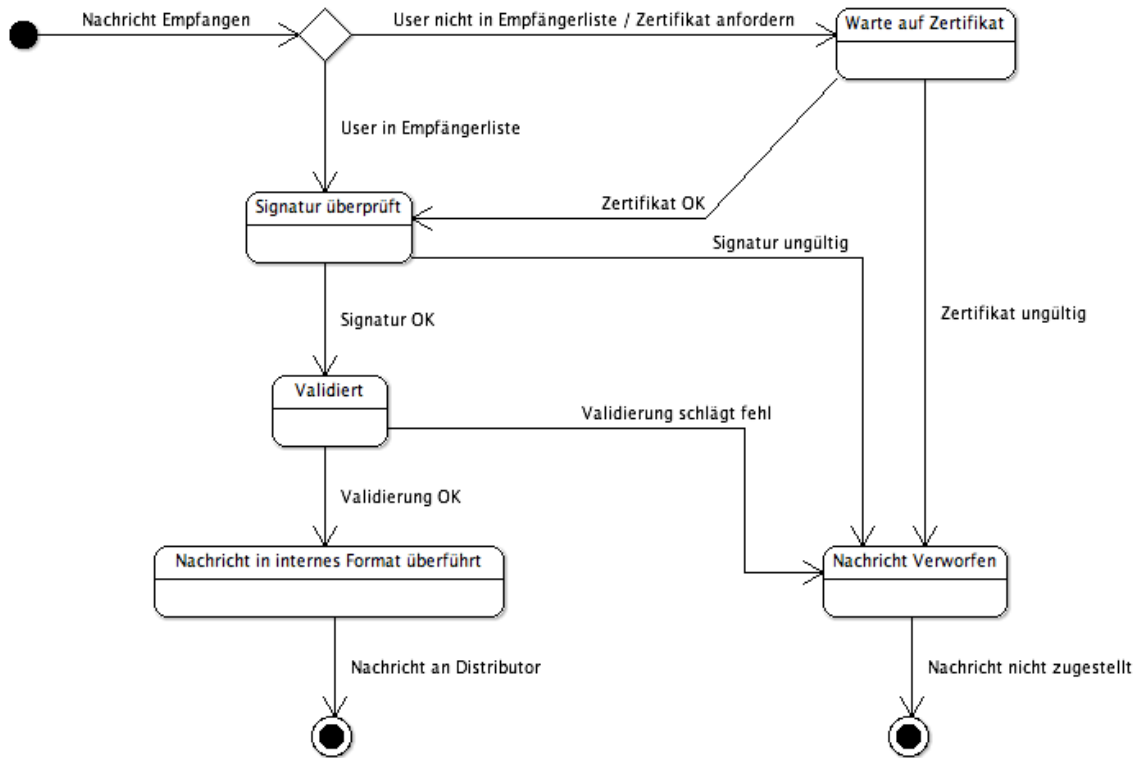 Nachricht Empfangen
User nicht in Empfängerliste / Zertifikat anfordern
Warte auf Zertifikat
User in Empfängerliste
Signatur überprüft
Zertifikat OK
Signatur ungültig
Signatur OK
Zertifikat ungültig
Validiert
Validierung schlägt fehl
Validierung OK
Nachricht in internes Format überführt
Nachricht Verworfen
Nachricht an Distributor
Nachricht nicht zugestellt